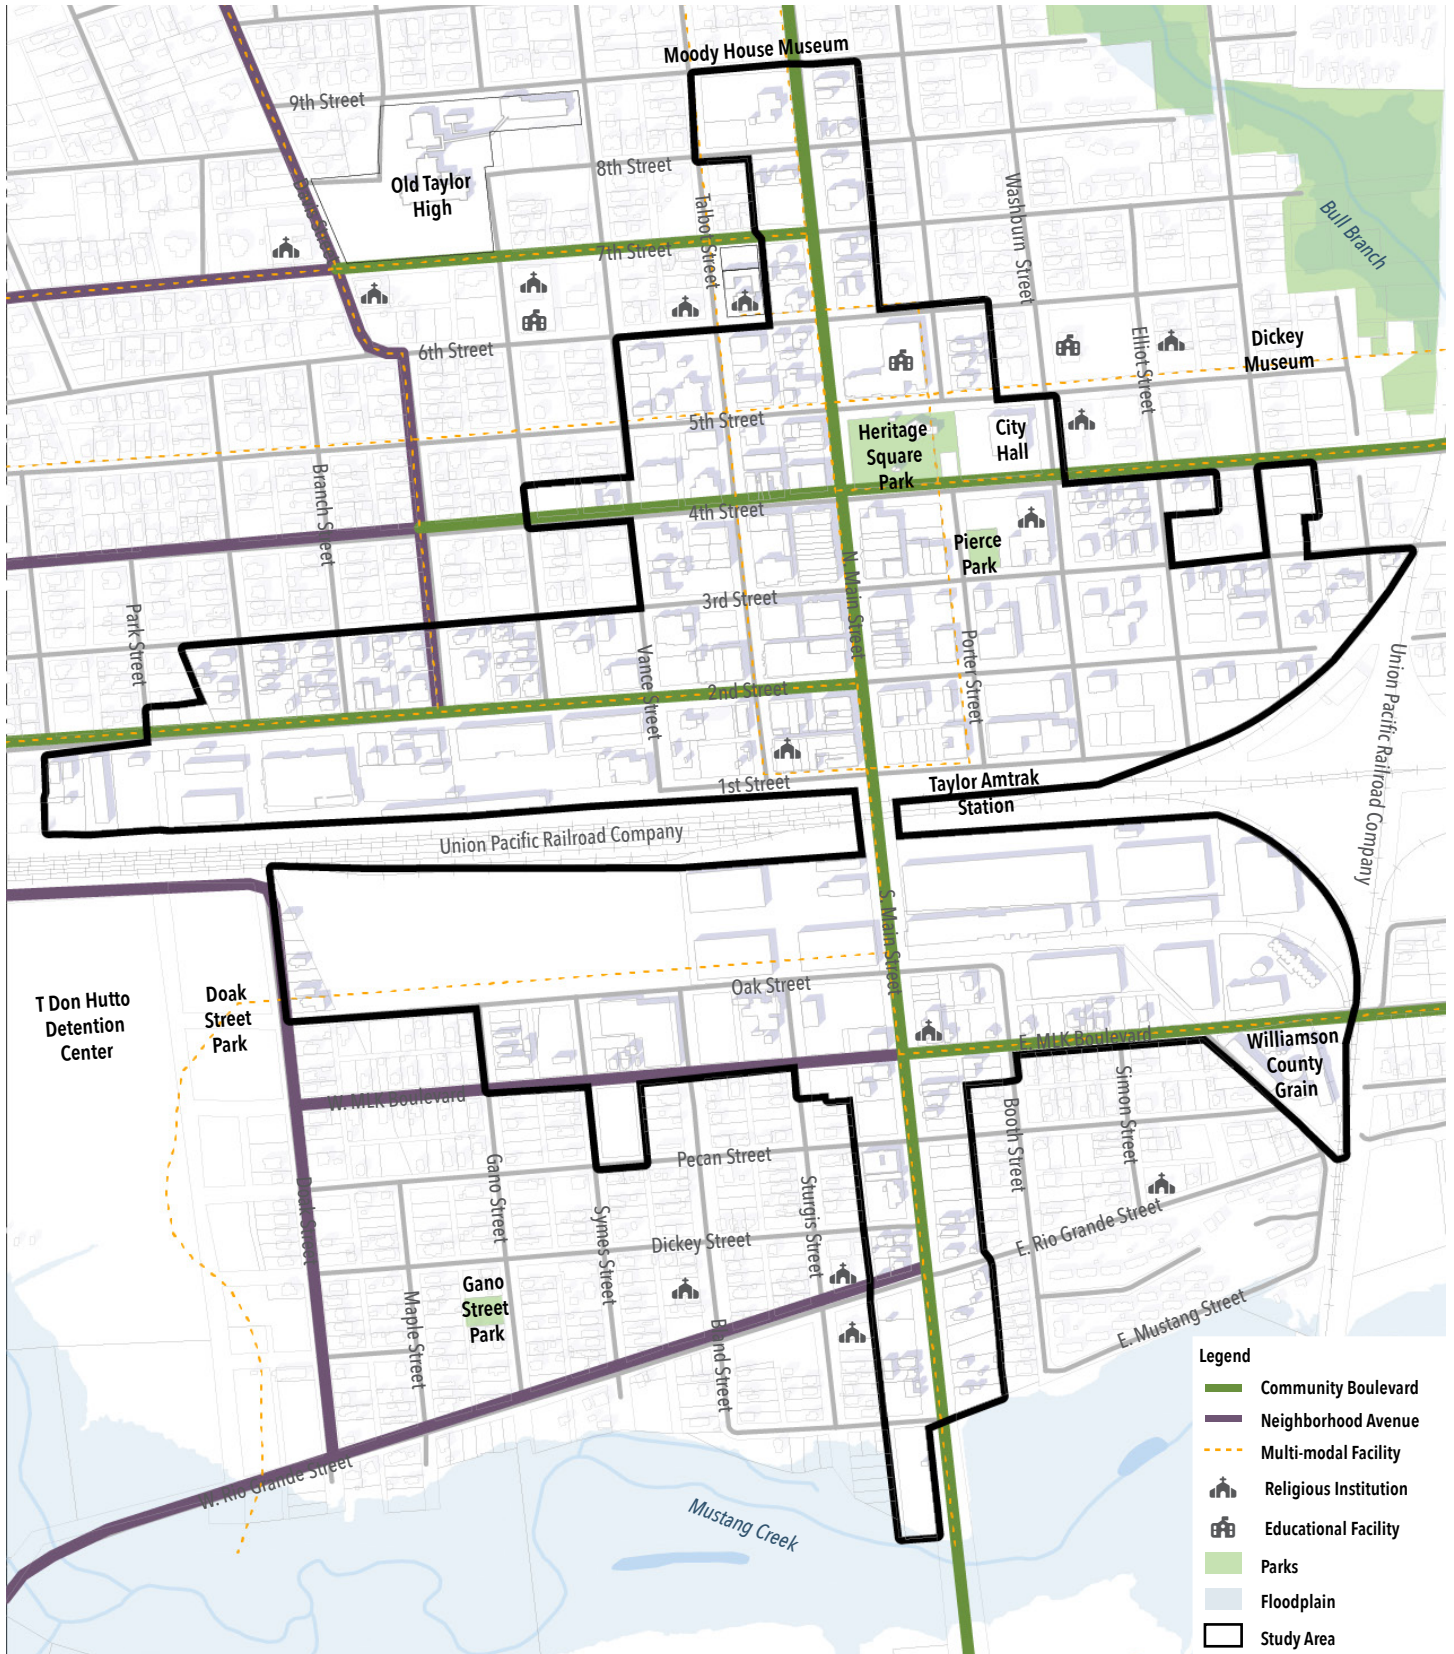 Moody House Museum
9th Street
8th Street
Old Taylor
High
Talbot Street
Washburn Street
Bull Branch
7th Street
6th Street
Elliot Street
Dickey
Museum
5th Street
Heritage
Square
Park
City
Hall
Branch Street
4th Street
Pierce
Park
N. Main Street
3rd Street
Park Street
Vance Street
Porter Street
Union Pacific Railroad Company
2nd Street
1st Street
Taylor Amtrak
Station
Union Pacific Railroad Company
S. Main Street
T Don Hutto
Detention
Center
Doak
Street
Park
Oak Street
E. MLK Boulevard
Williamson
County
Grain
W. MLK Boulevard
Simon Street
Booth Street
Pecan Street
Gano Street
Doak Street
Symes Street
Sturgis Street
Dickey Street
E. Rio Grande Street
Gano
Street
Park
Maple Street
Bland Street
E. Mustang Street
W. Rio Grande Street
Mustang Creek
Legend
Community Boulevard
Neighborhood Avenue
Multi-modal Facility
Religious Institution
Educational Facility
Parks
Floodplain
Study Area